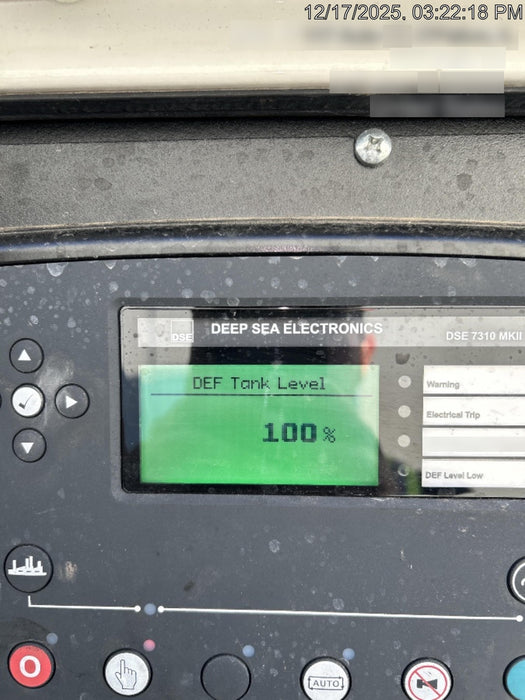 12/17/2025, 03:22:18 PM
DSE
DEEP SEA ELECTRONICS
DSE 7310 MKII
DEF Tank Level
100%
Warning
Electrical Trip
DEF Level Low
O
AUTO